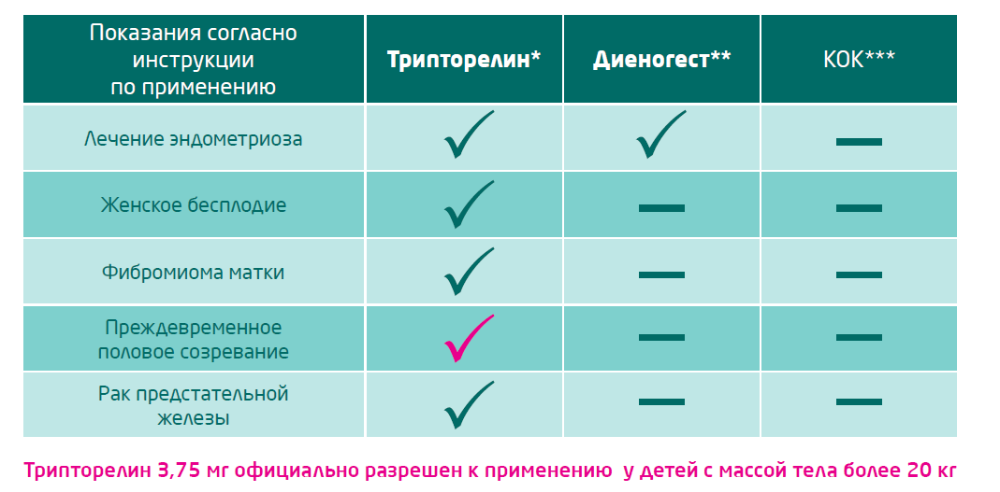 Показания согласно
инструкции
по применению
Трипторелин*
Диеногест**
КОК***
Лечение эндометриоза
Женское бесплодие
Фибромиома матки
Преждевременное
половое созревание
Рак предстательной
железы
Трипторелин 3,75 мг официально разрешен к применению у детей с массой тела более 20 кг